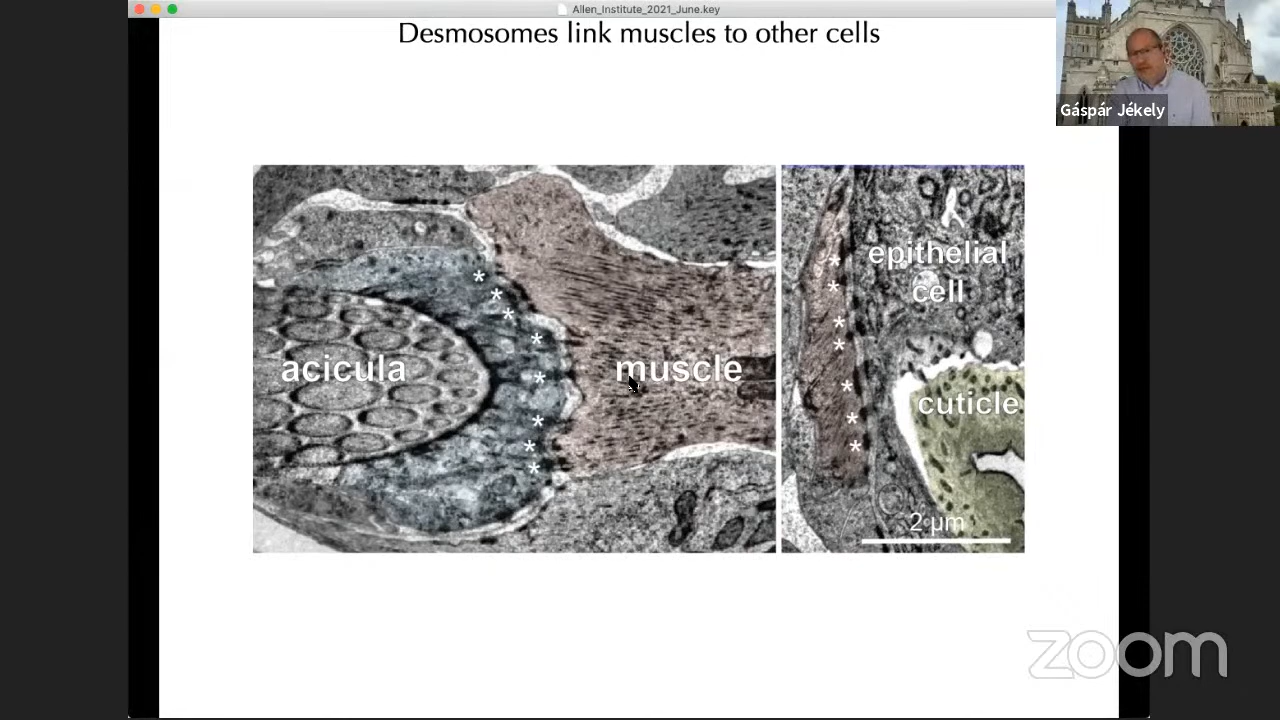 Allen_Institute_2021_June.key
Desmosomes link muscles to other cells
Gáspár Jékely
acicula
*
*
*
*
*
*
*
*
muscle
*
*
*
*
*
*
*
epithelial
cell
cuticle
2 µm
zoom